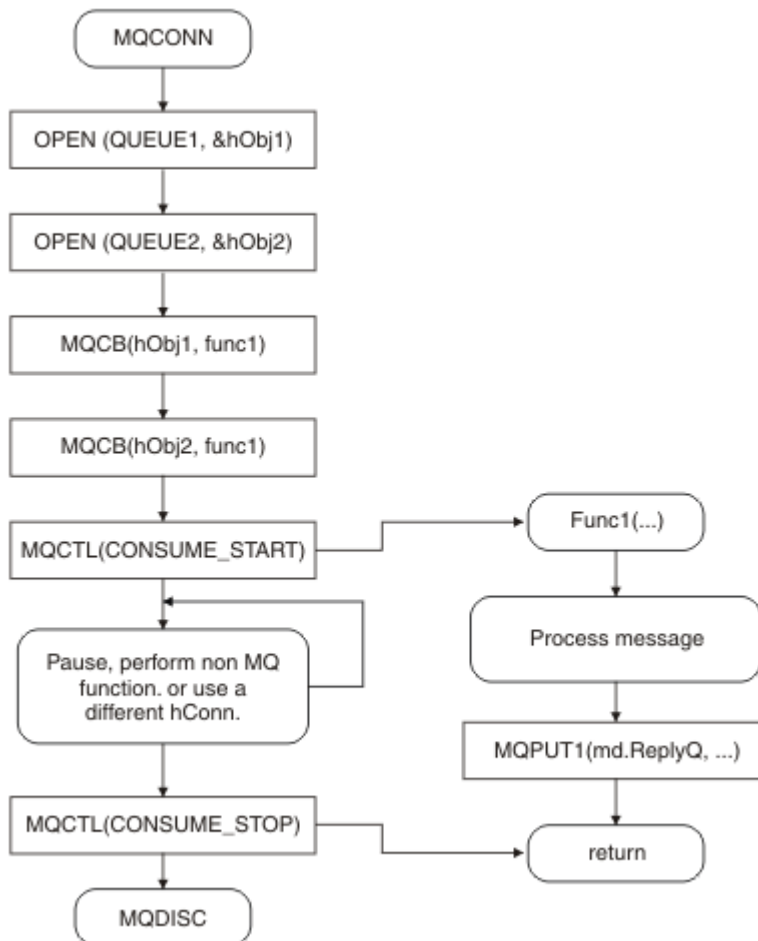 MQCONN
OPEN (QUEUE1, &hObj1)
OPEN (QUEUE2, &hObj2)
MQCB(hObj1, func1)
MQCB(hObj2, func1)
MQCTL(CONSUME_START)
Pause, perform non MQ
function. or use a
different hConn.
MQCTL(CONSUME_STOP)
MQDISC
Func1(...)
Process message
MQPUT1(md.ReplyQ, ...)
return